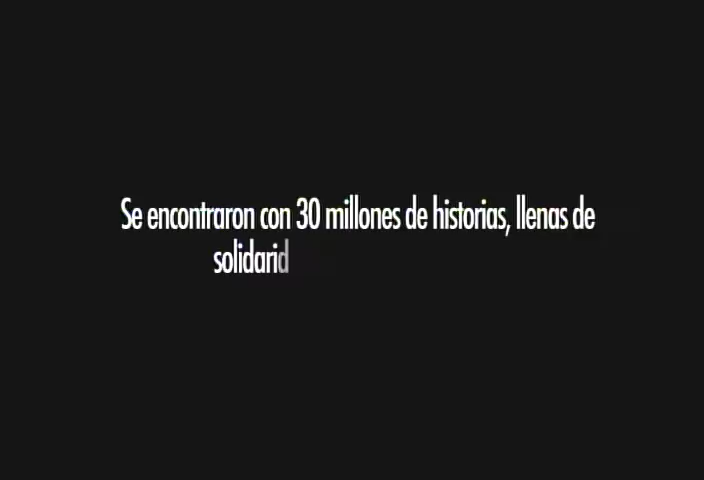 Se encontraron con 30 millones de historias, llenas de
solidarid